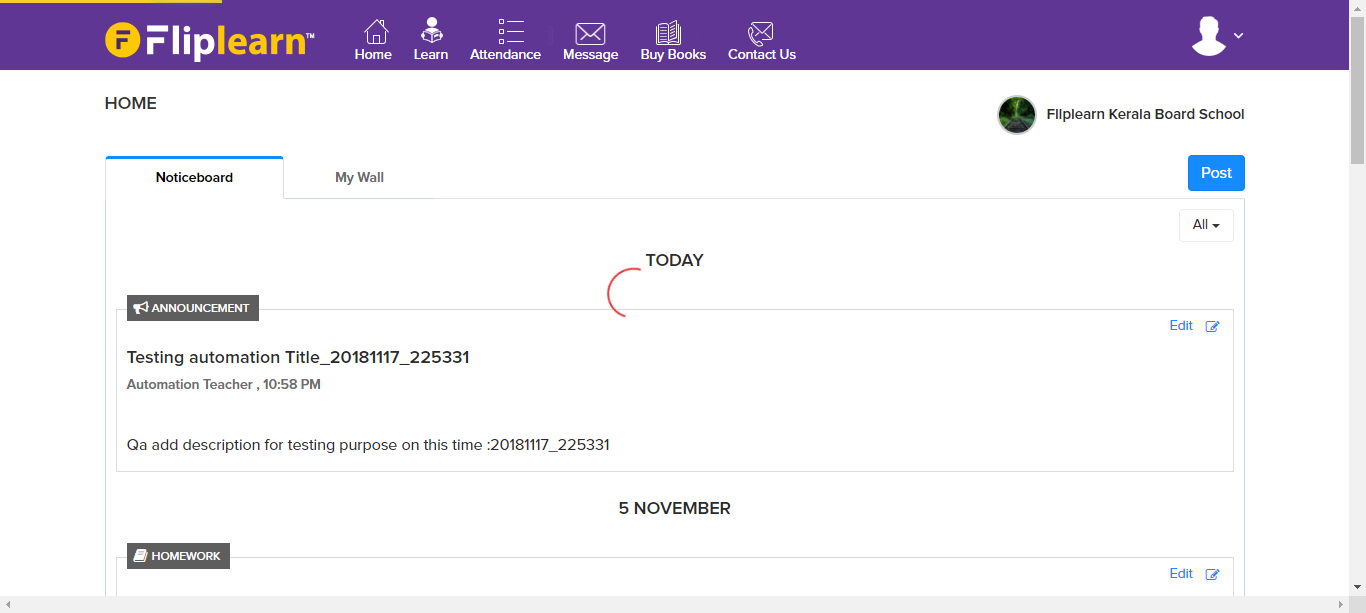 Fliplearn™
Home Learn Attendance Message Buy Books Contact Us
HOME
Fliplearn Kerala Board School
Noticeboard My Wall Post
All
TODAY
ANNOUNCEMENT
Edit
Testing automation Title_20181117_225331
Automation Teacher , 10:58 PM
Qa add description for testing purpose on this time :20181117_225331
5 NOVEMBER
HOMEWORK
Edit